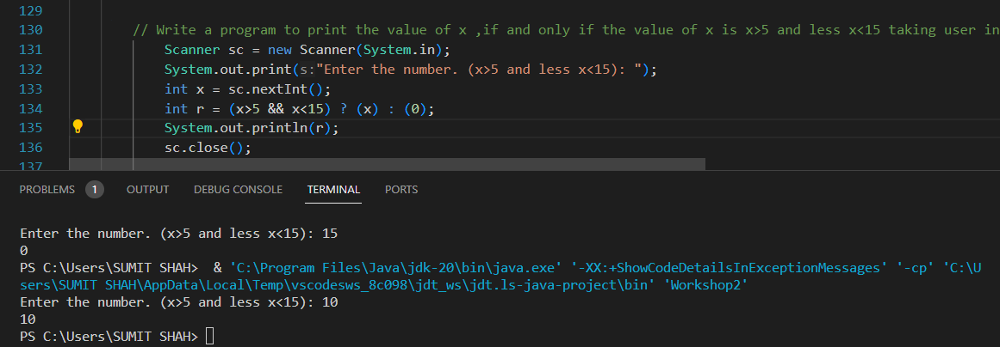 129
130 // Write a program to print the value of x ,if and only if the value of x is x>5 and less x<15 taking user in
131 Scanner sc = new Scanner(System.in);
132 System.out.print(s:"Enter the number. (x>5 and less x<15): ");
133 int x = sc.nextInt();
134 int r = (x>5 && x<15) ? (x) : (0);
135 System.out.println(r);
136 sc.close();
137
PROBLEMS 1 OUTPUT DEBUG CONSOLE TERMINAL PORTS
Enter the number. (x>5 and less x<15): 15
0
PS C:\Users\SUMIT SHAH>  & 'C:\Program Files\Java\jdk-20\bin\java.exe' '-XX:+ShowCodeDetailsInExceptionMessages' '-cp' 'C:\U
sers\SUMIT SHAH\AppData\Local\Temp\vscodesws_8c098\jdt_ws\jdt.ls-java-project\bin' 'Workshop2'
Enter the number. (x>5 and less x<15): 10
10
PS C:\Users\SUMIT SHAH>